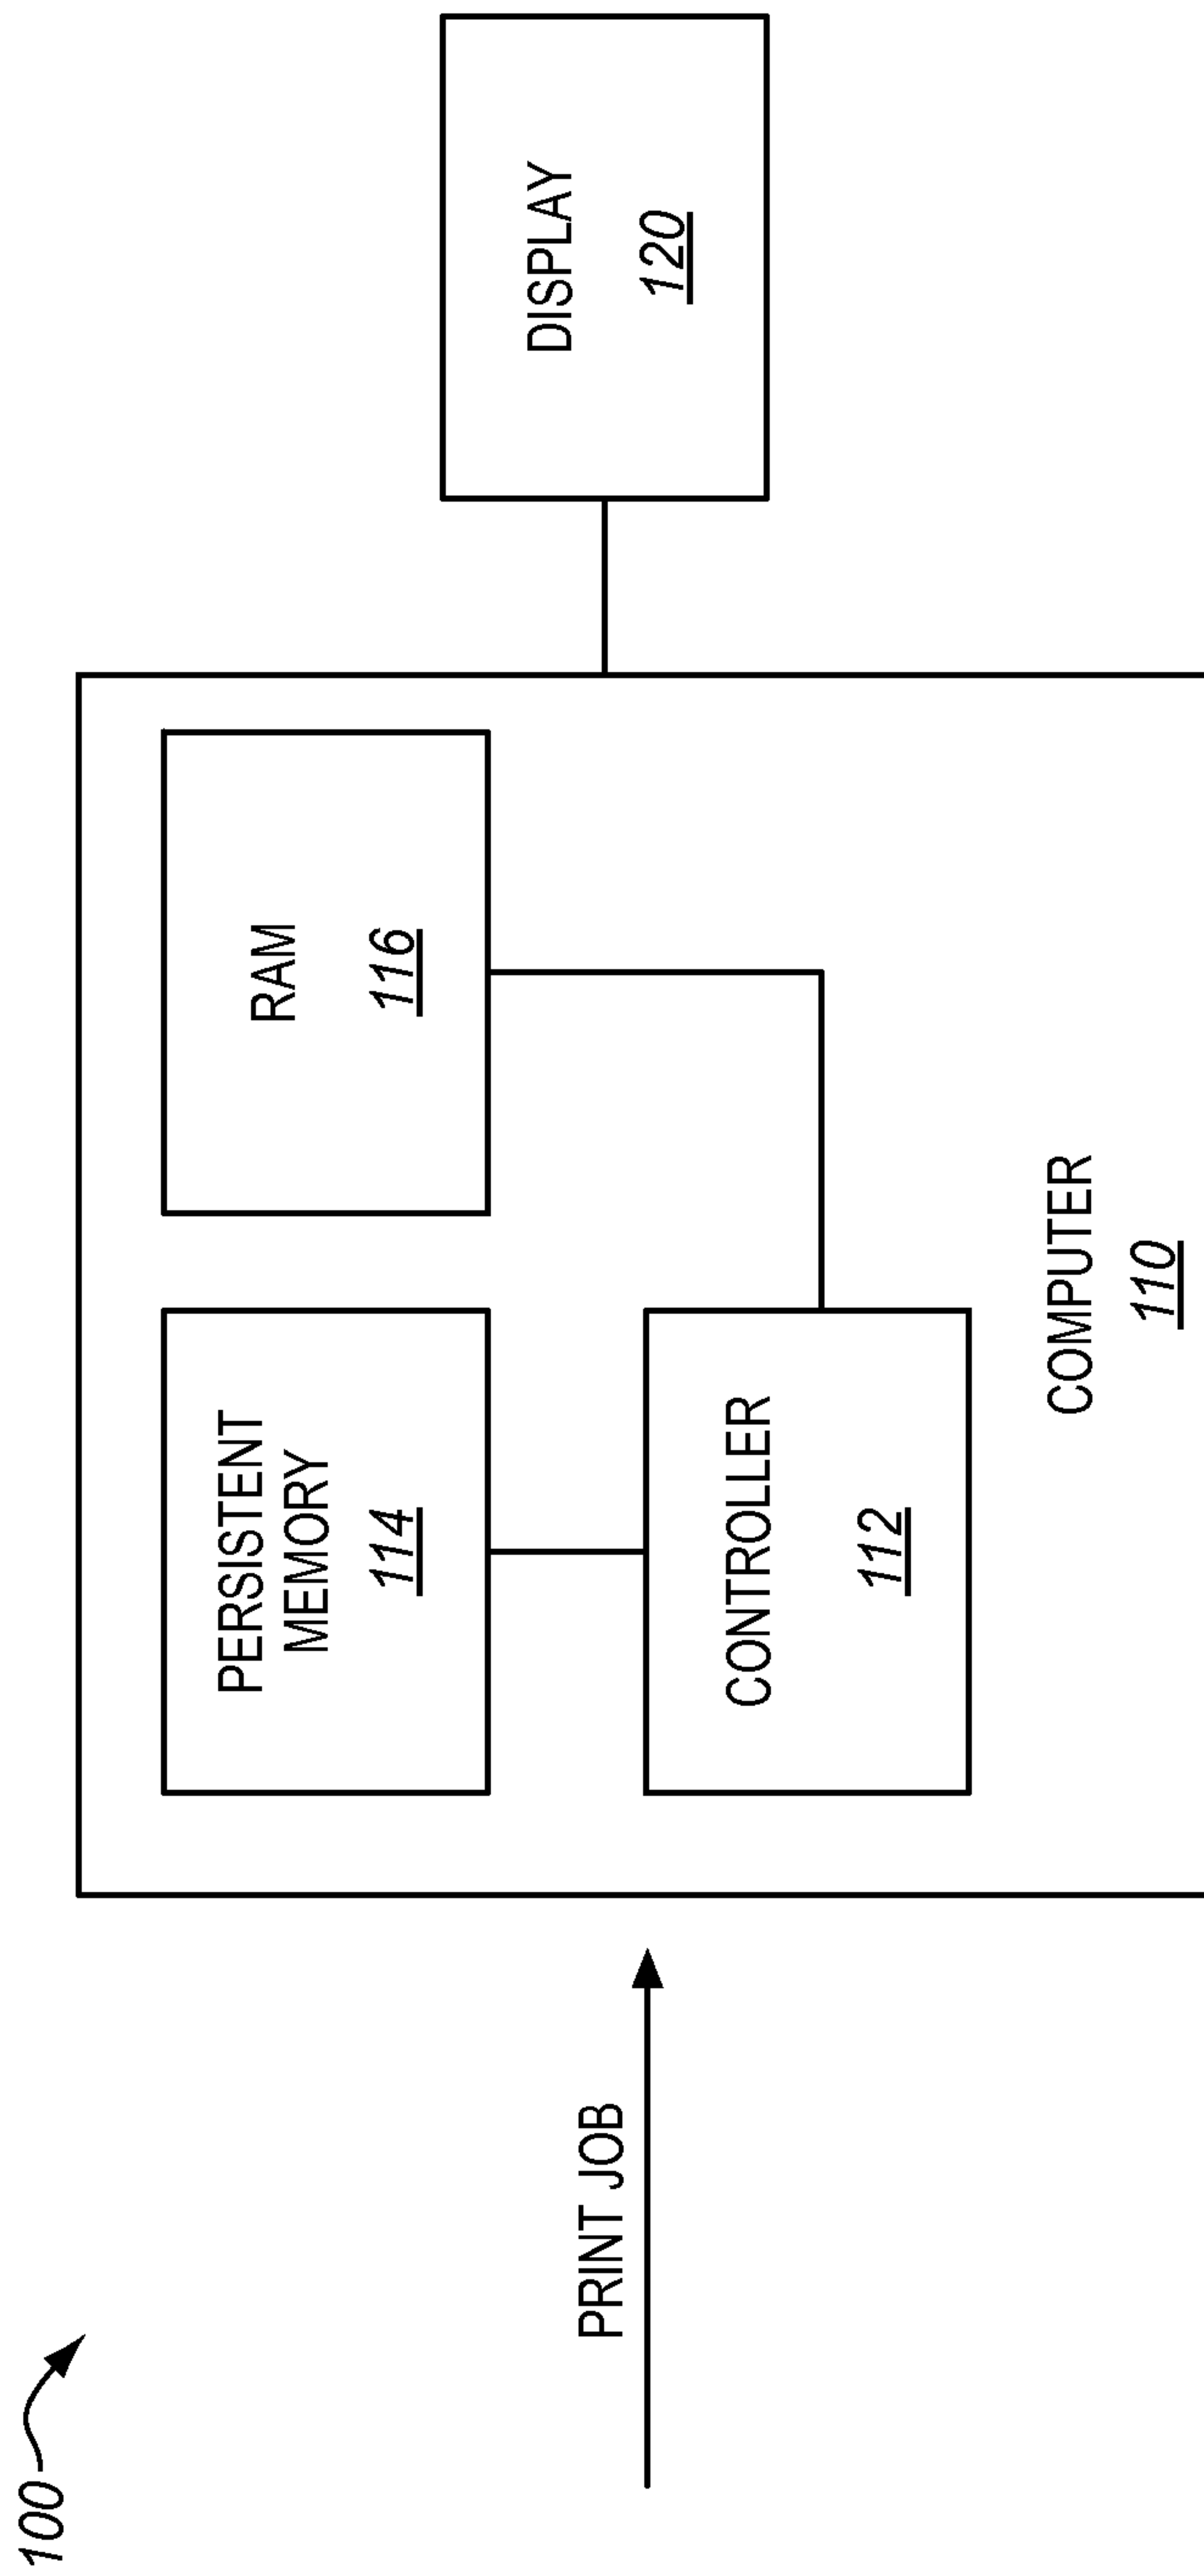 100
PRINT JOB
PERSISTENT
MEMORY
114
RAM
116
CONTROLLER
112
COMPUTER
110
DISPLAY
120